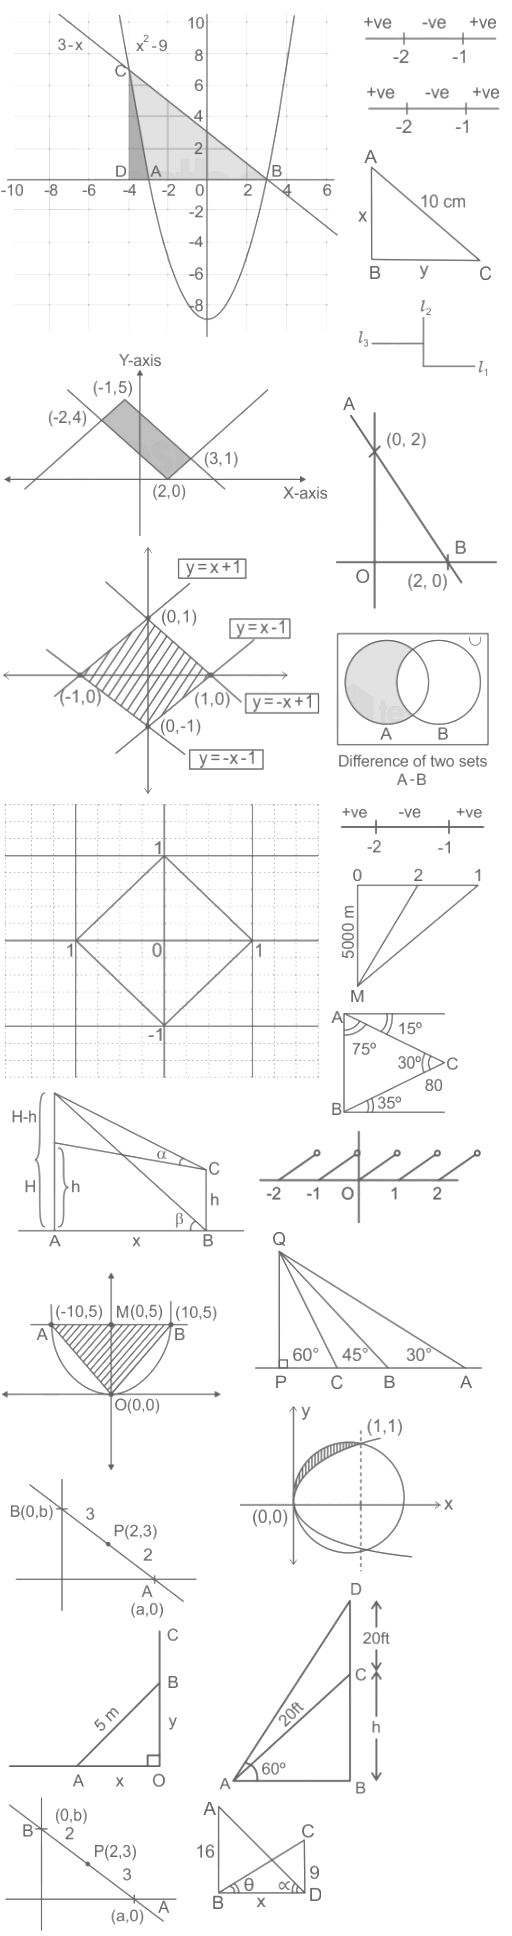 3-x
x²-9
10
8
6
4
2
C
D
A
B
-10
-8
-6
-4
-2
0
2
4
6
-2
-4
-6
-8
+ve
-ve
+ve
-2
-1
+ve
-ve
+ve
-2
-1
A
x
10 cm
B
y
C
l₂
l₃
l₁
Y-axis
(-1,5)
(-2,4)
(3,1)
(2,0)
X-axis
A
(0, 2)
B
O
(2, 0)
y=x+1
(0,1)
y=x-1
(-1,0)
(1,0)
y=-x+1
(0,-1)
y=-x-1
A
B
Difference of two sets
A-B
+ve
-ve
+ve
-2
-1
1
1
0
1
-1
0
2
1
5000 m
M
A
15º
75º
30º
C
80
B
35º
H-h
H
h
α
C
h
β
A
x
B
-2
-1
O
1
2
Q
60°
45°
30°
P
C
B
A
(-10,5)
M(0,5)
(10,5)
A
B
O(0,0)
y
(1,1)
(0,0)
x
B(0,b)
3
P(2,3)
2
A
(a,0)
D
20ft
C
20ft
h
60°
A
B
C
B
5 m
y
A
x
O
(0,b)
B
2
P(2,3)
3
A
(a,0)
A
C
16
9
θ
α
B
x
D